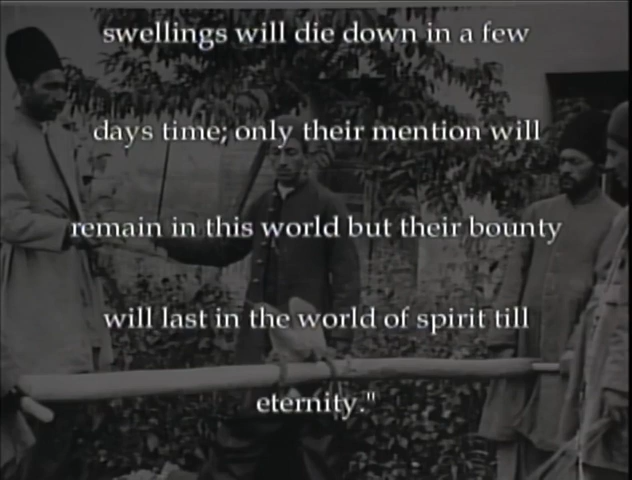 swellings will die down in a few
days time; only their mention will
remain in this world but their bounty
will last in the world of spirit till
eternity."